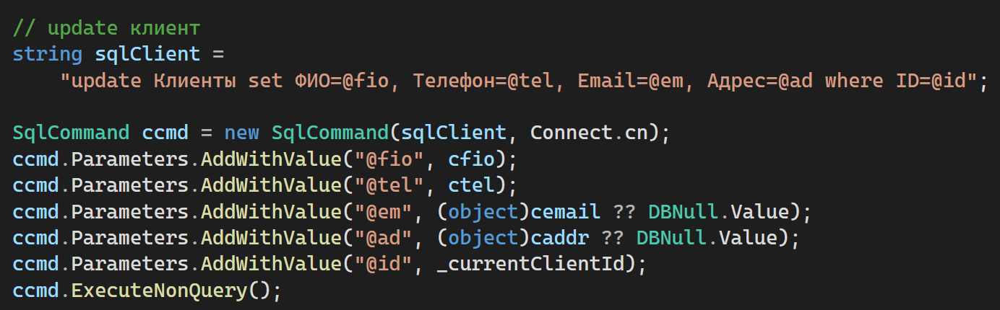 // update клиент
string sqlClient =
"update Клиенты set ФИО=@fio, Телефон=@tel, Email=@em, Адрес=@ad where ID=@id";
SqlCommand ccmd = new SqlCommand(sqlClient, Connect.cn);
ccmd.Parameters.AddWithValue("@fio", cfio);
ccmd.Parameters.AddWithValue("@tel", ctel);
ccmd.Parameters.AddWithValue("@em", (object)cemail ?? DBNull.Value);
ccmd.Parameters.AddWithValue("@ad", (object)caddr ?? DBNull.Value);
ccmd.Parameters.AddWithValue("@id", _currentClientId);
ccmd.ExecuteNonQuery();